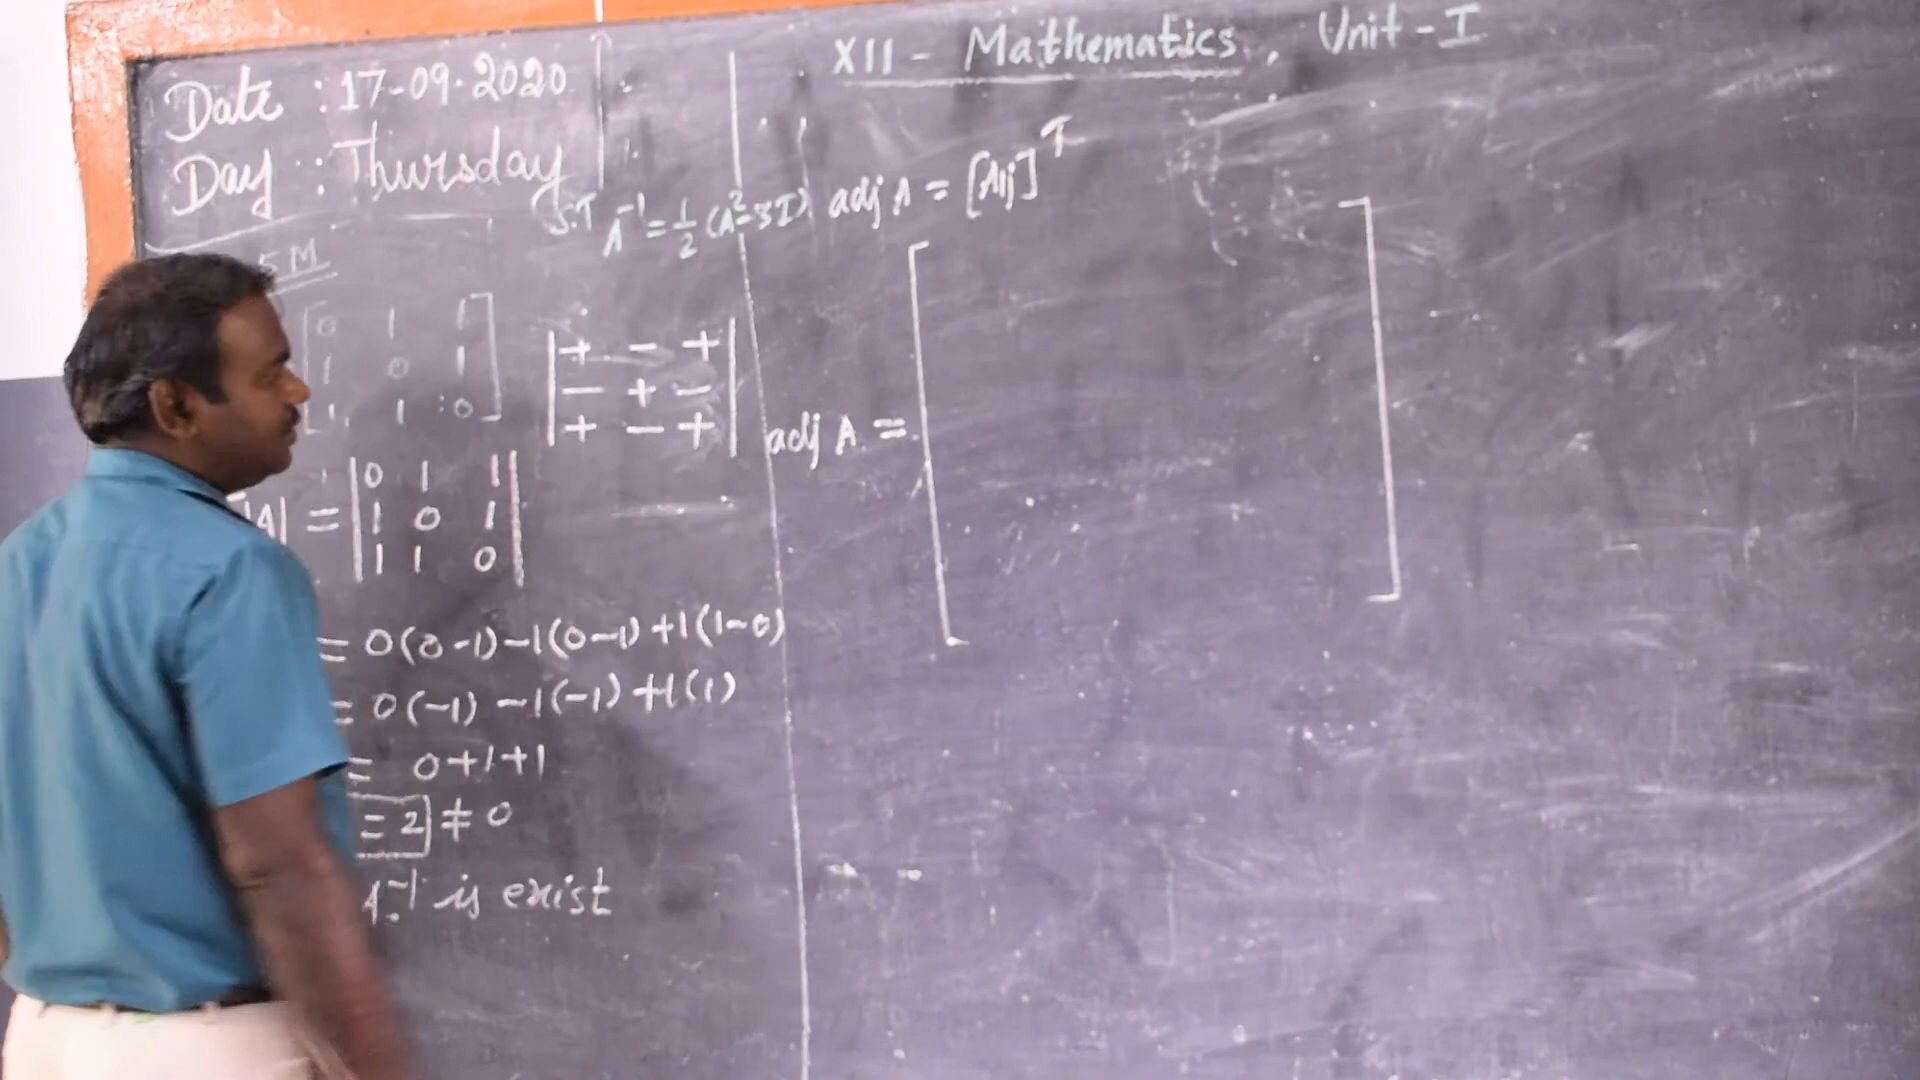 XII - Mathematics, Unit - I
Date : 17-09-2020
Day : Thursday
5M
S.T A⁻¹ = 1/2 (A² - 3I)
0 1 1
1 0 1
1 1 0
+ - +
- + -
+ - +
|A| = | 0 1 1 |
| 1 0 1 |
| 1 1 0 |
= 0(0-1) -1(0-1) +1(1-0)
= 0(-1) -1(-1) +1(1)
= 0+1+1
= 2 ≠ 0
A⁻¹ is exist
adj A = [Aij]ᵀ
adj A =